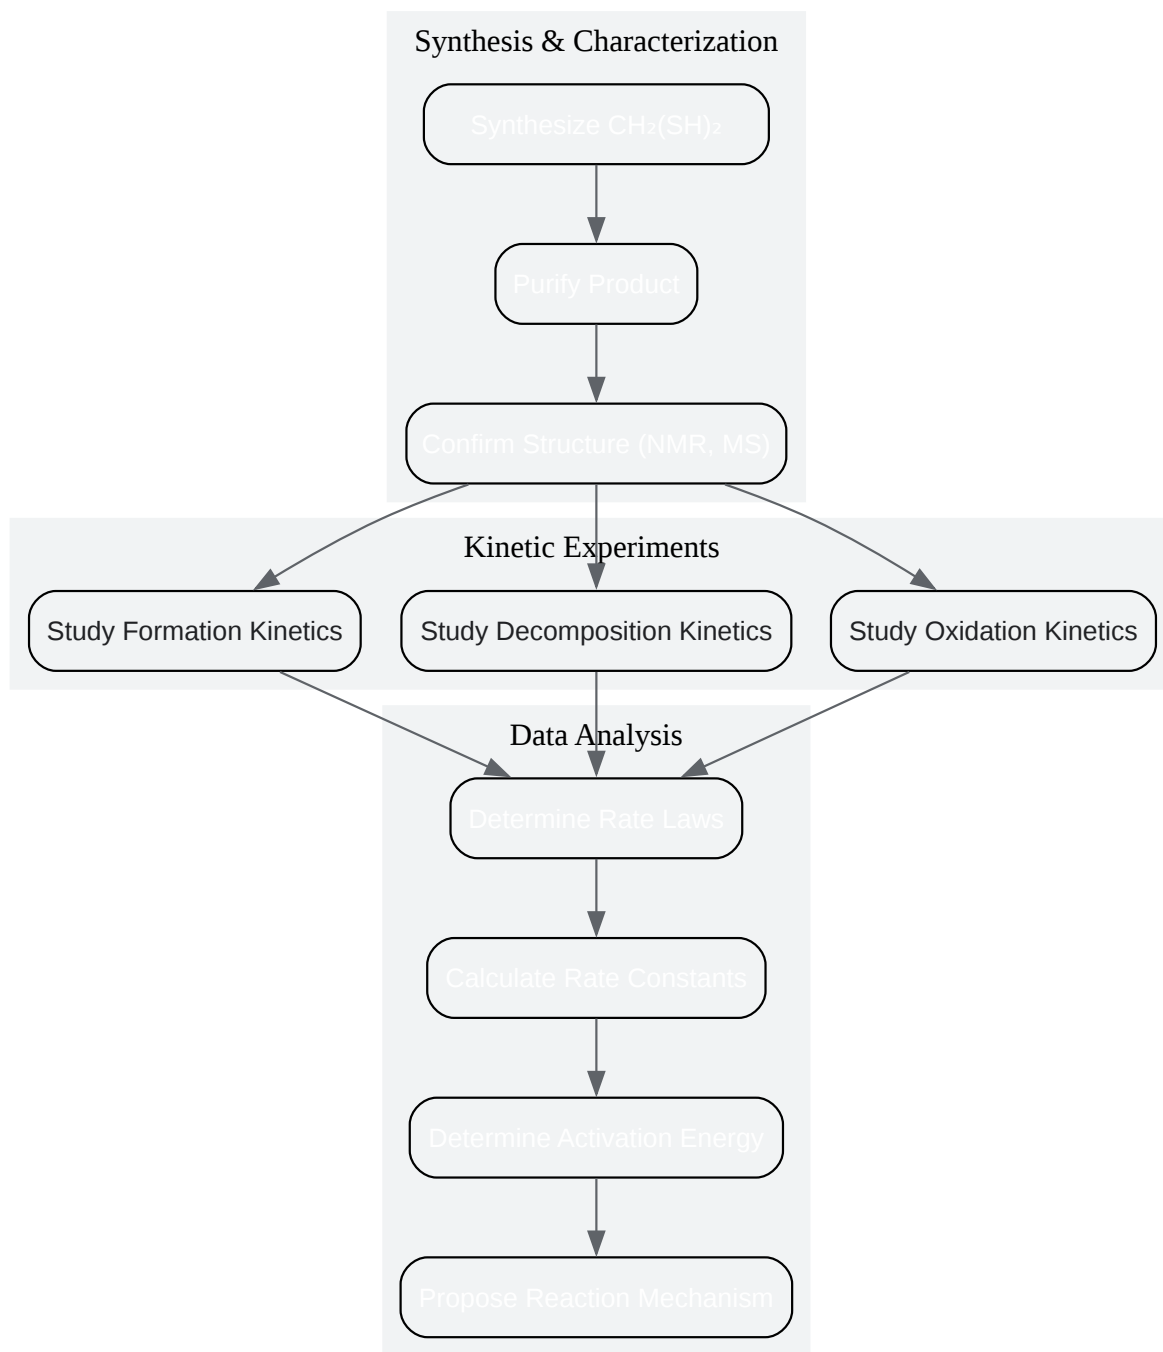 Synthesis & Characterization
Synthesize CH₂(SH)₂
Purify Product
Confirm Structure (NMR, MS)
Kinetic Experiments
Study Formation Kinetics
Study Decomposition Kinetics
Study Oxidation Kinetics
Data Analysis
Determine Rate Laws
Calculate Rate Constants
Determine Activation Energy
Propose Reaction Mechanism